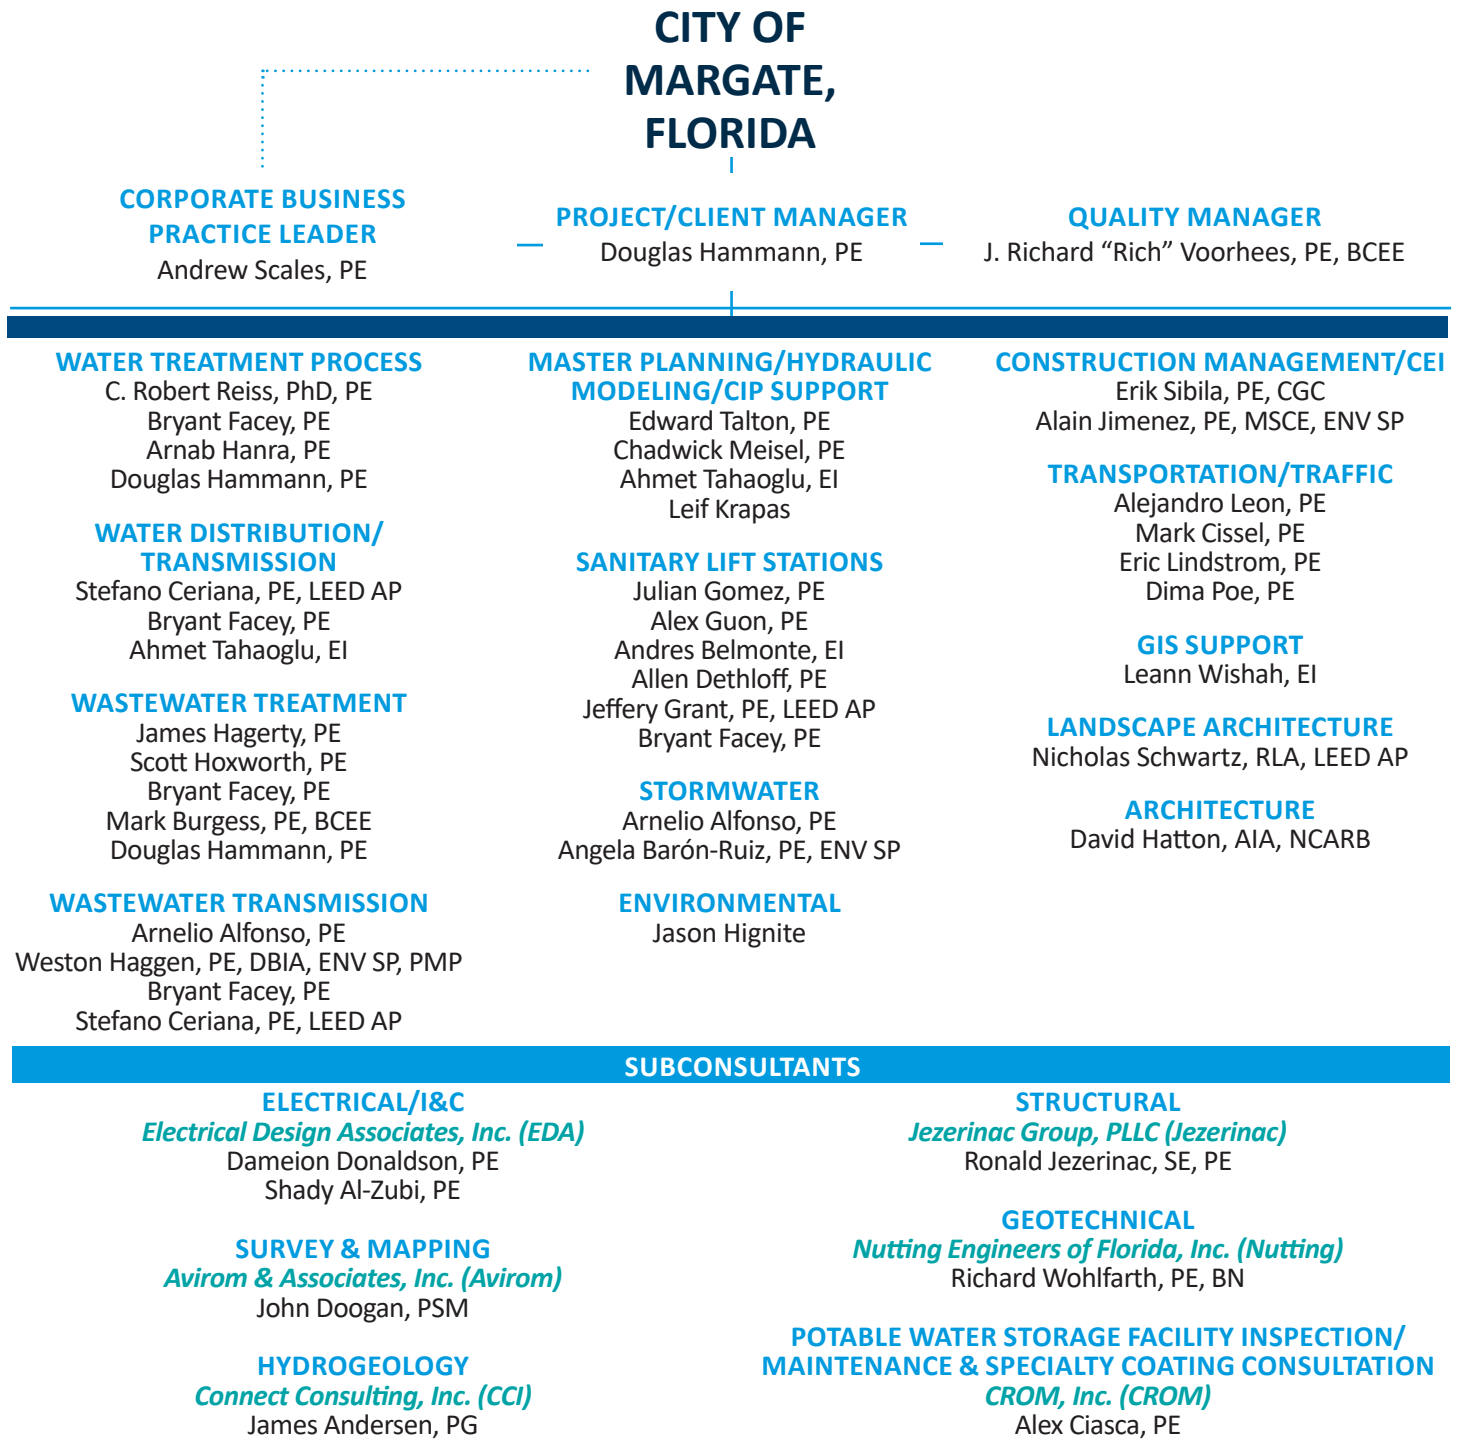 CITY OF
MARGATE,
FLORIDA
CORPORATE BUSINESS
PRACTICE LEADER
Andrew Scales, PE
PROJECT/CLIENT MANAGER
Douglas Hammann, PE
QUALITY MANAGER
J. Richard “Rich” Voorhees, PE, BCEE
WATER TREATMENT PROCESS
C. Robert Reiss, PhD, PE
Bryant Facey, PE
Arnab Hanra, PE
Douglas Hammann, PE
WATER DISTRIBUTION/
TRANSMISSION
Stefano Ceriana, PE, LEED AP
Bryant Facey, PE
Ahmet Tahaoglu, EI
WASTEWATER TREATMENT
James Hagerty, PE
Scott Hoxworth, PE
Bryant Facey, PE
Mark Burgess, PE, BCEE
Douglas Hammann, PE
WASTEWATER TRANSMISSION
Arnelio Alfonso, PE
Weston Haggen, PE, DBIA, ENV SP, PMP
Bryant Facey, PE
Stefano Ceriana, PE, LEED AP
MASTER PLANNING/HYDRAULIC
MODELING/CIP SUPPORT
Edward Talton, PE
Chadwick Meisel, PE
Ahmet Tahaoglu, EI
Leif Krapas
SANITARY LIFT STATIONS
Julian Gomez, PE
Alex Guon, PE
Andres Belmonte, EI
Allen Dethloff, PE
Jeffery Grant, PE, LEED AP
Bryant Facey, PE
STORMWATER
Arnelio Alfonso, PE
Angela Barón-Ruiz, PE, ENV SP
ENVIRONMENTAL
Jason Hignite
CONSTRUCTION MANAGEMENT/CEI
Erik Sibila, PE, CGC
Alain Jimenez, PE, MSCE, ENV SP
TRANSPORTATION/TRAFFIC
Alejandro Leon, PE
Mark Cissel, PE
Eric Lindstrom, PE
Dima Poe, PE
GIS SUPPORT
Leann Wishah, EI
LANDSCAPE ARCHITECTURE
Nicholas Schwartz, RLA, LEED AP
ARCHITECTURE
David Hatton, AIA, NCARB
SUBCONSULTANTS
ELECTRICAL/I&C
Electrical Design Associates, Inc. (EDA)
Dameion Donaldson, PE
Shady Al-Zubi, PE
SURVEY & MAPPING
Avirom & Associates, Inc. (Avirom)
John Doogan, PSM
HYDROGEOLOGY
Connect Consulting, Inc. (CCI)
James Andersen, PG
STRUCTURAL
Jezerinac Group, PLLC (Jezerinac)
Ronald Jezerinac, SE, PE
GEOTECHNICAL
Nutting Engineers of Florida, Inc. (Nutting)
Richard Wohlfarth, PE, BN
POTABLE WATER STORAGE FACILITY INSPECTION/
MAINTENANCE & SPECIALTY COATING CONSULTATION
CROM, Inc. (CROM)
Alex Ciasca, PE